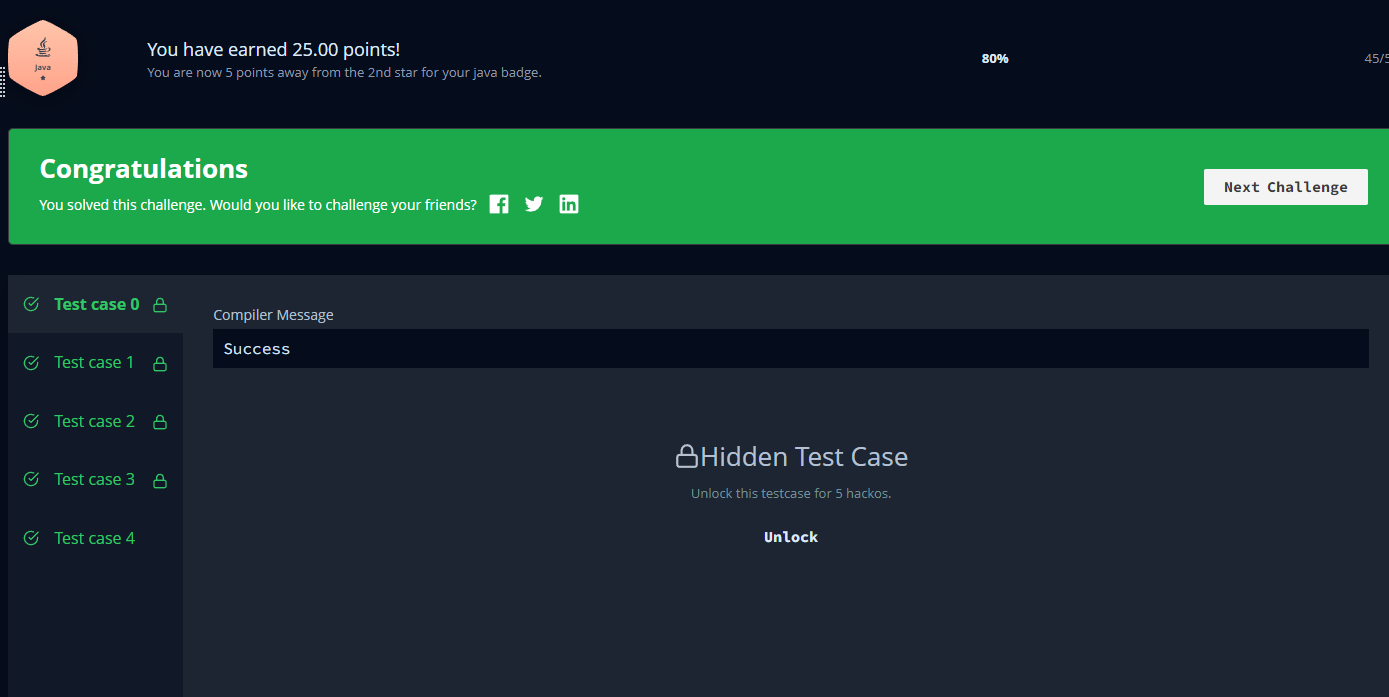 Java
You have earned 25.00 points!
You are now 5 points away from the 2nd star for your java badge.
80%
45/5
Congratulations
You solved this challenge. Would you like to challenge your friends?
Next Challenge
Test case 0
Test case 1
Test case 2
Test case 3
Test case 4
Compiler Message
Success
Hidden Test Case
Unlock this testcase for 5 hackos.
Unlock